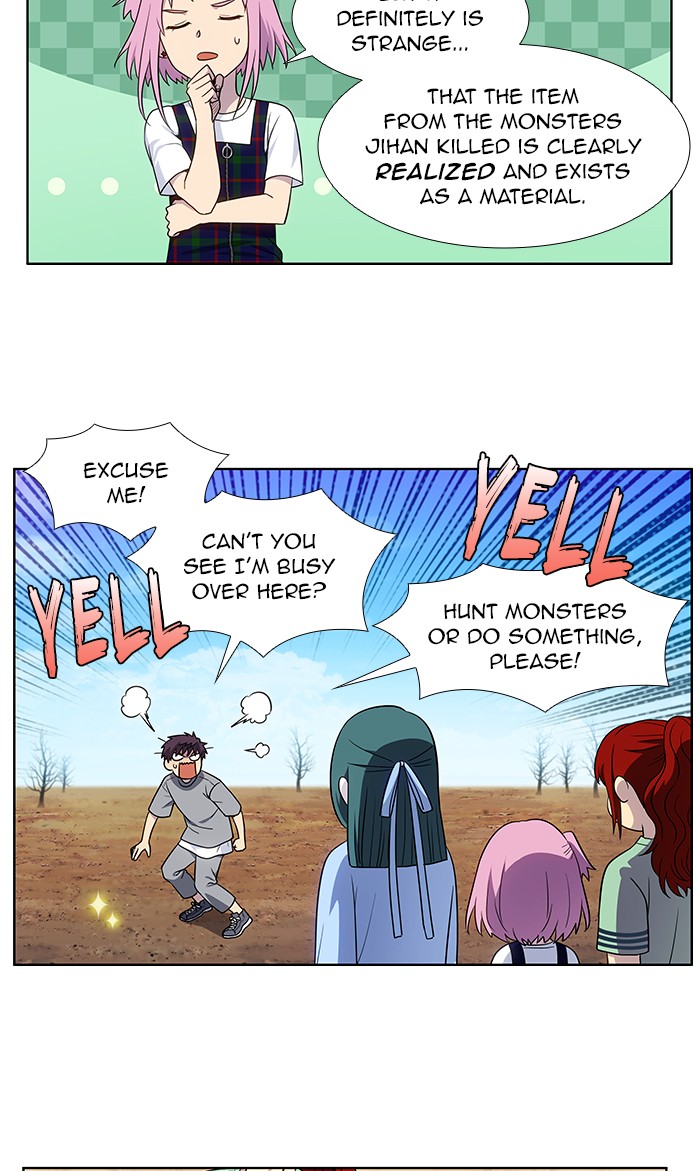 DEFINITELY IS
STRANGE...
THAT THE ITEM
FROM THE MONSTERS
JIHAN KILLED IS CLEARLY
REALIZED AND EXISTS
AS A MATERIAL.
EXCUSE
ME!
CAN'T YOU
SEE I'M BUSY
OVER HERE?
YELL
YELL
HUNT MONSTERS
OR DO SOMETHING,
PLEASE!